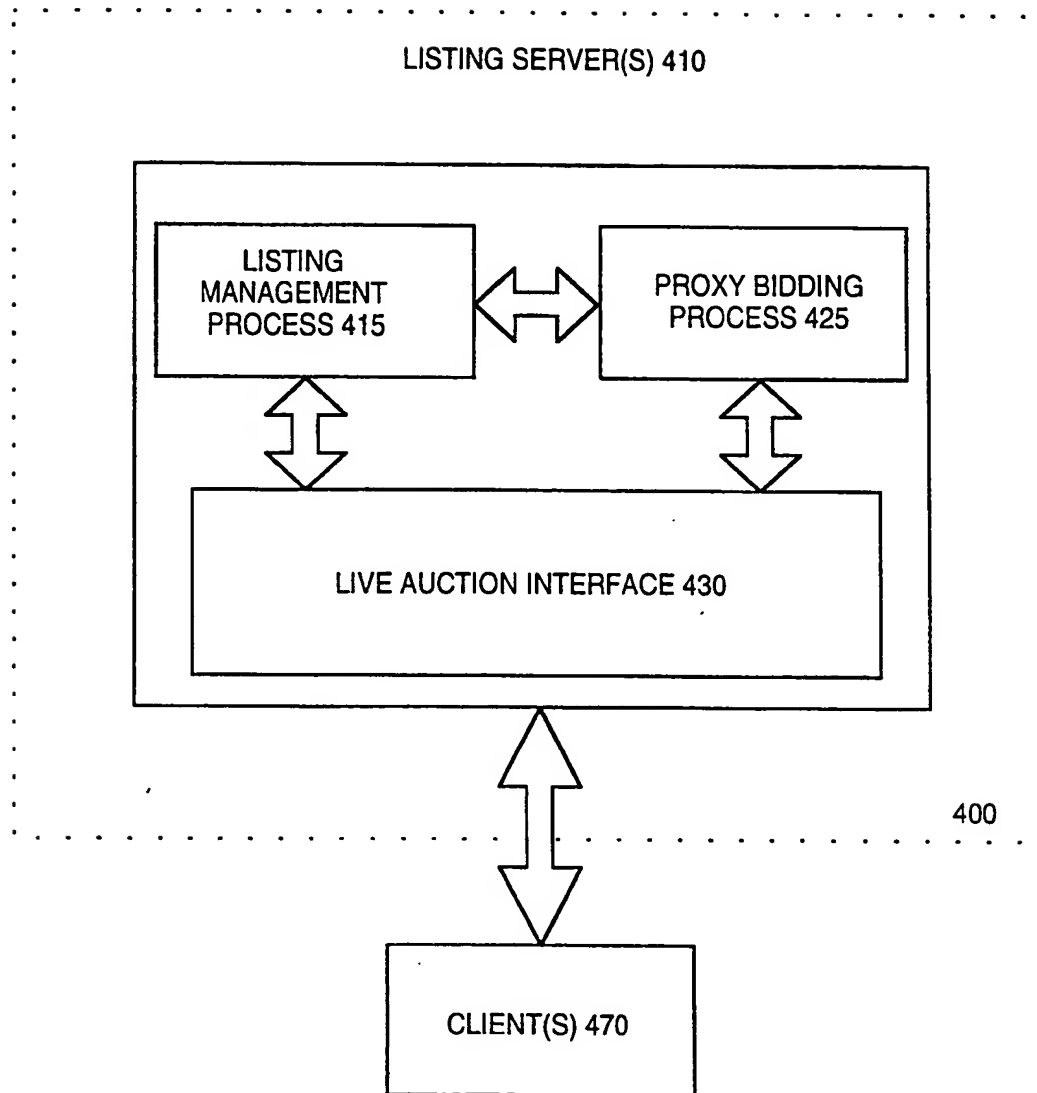 LISTING SERVER(S) 410
LISTING
MANAGEMENT
PROCESS 415
PROXY BIDDING
PROCESS 425
LIVE AUCTION INTERFACE 430
400
CLIENT(S) 470